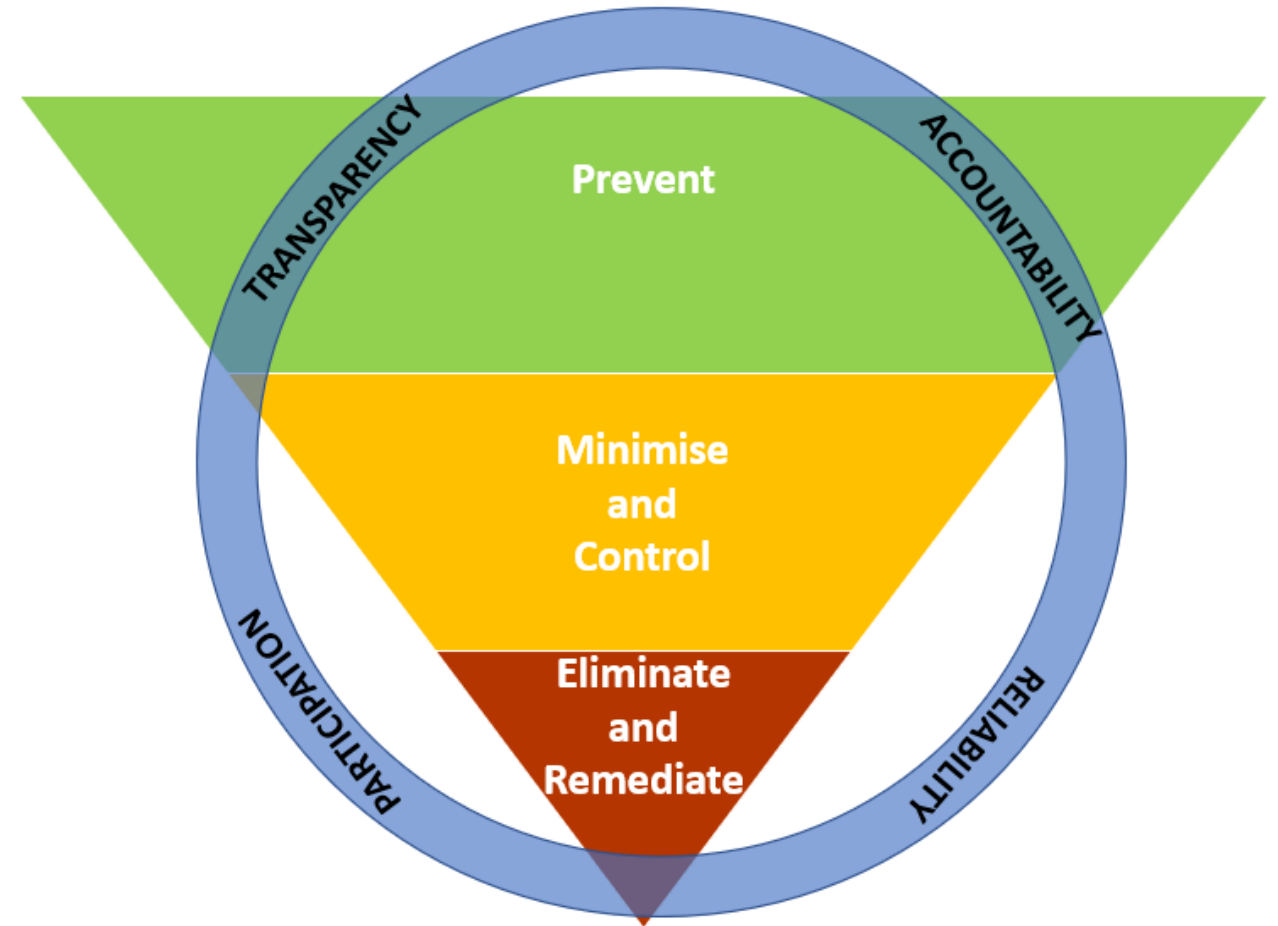 TRANSPARENCY
ACCOUNTABILITY
Prevent
Minimise
and
Control
Eliminate
and
Remediate
PARTICIPATION
RELIABILITY